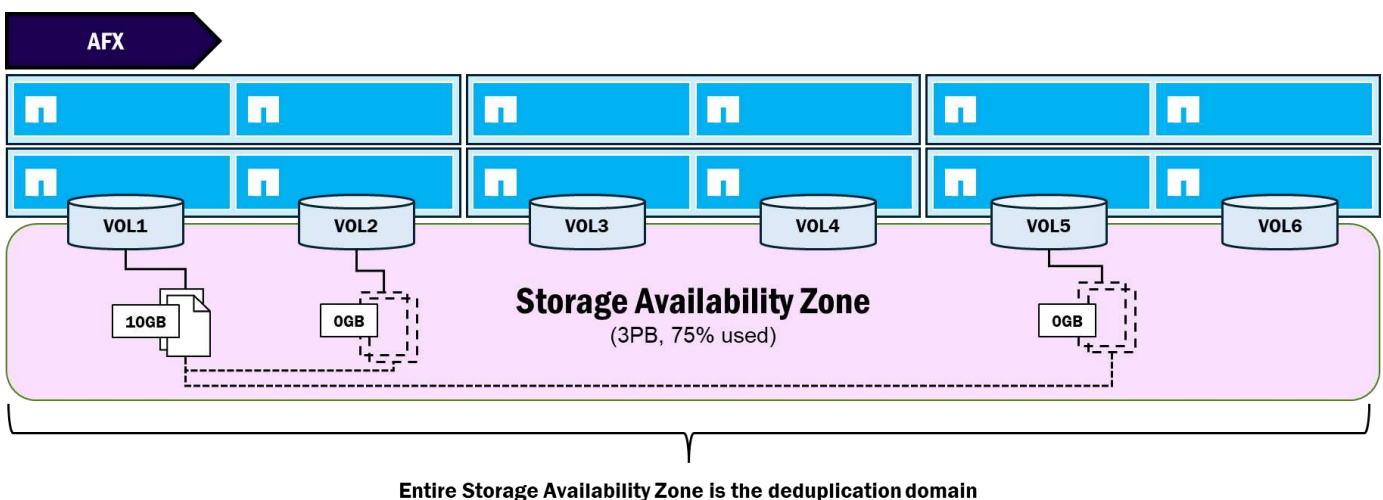 AFX
VOL1
VOL2
VOL3
VOL4
VOL5
VOL6
Storage Availability Zone
(3PB, 75% used)
10GB
0GB
0GB
Entire Storage Availability Zone is the deduplication domain